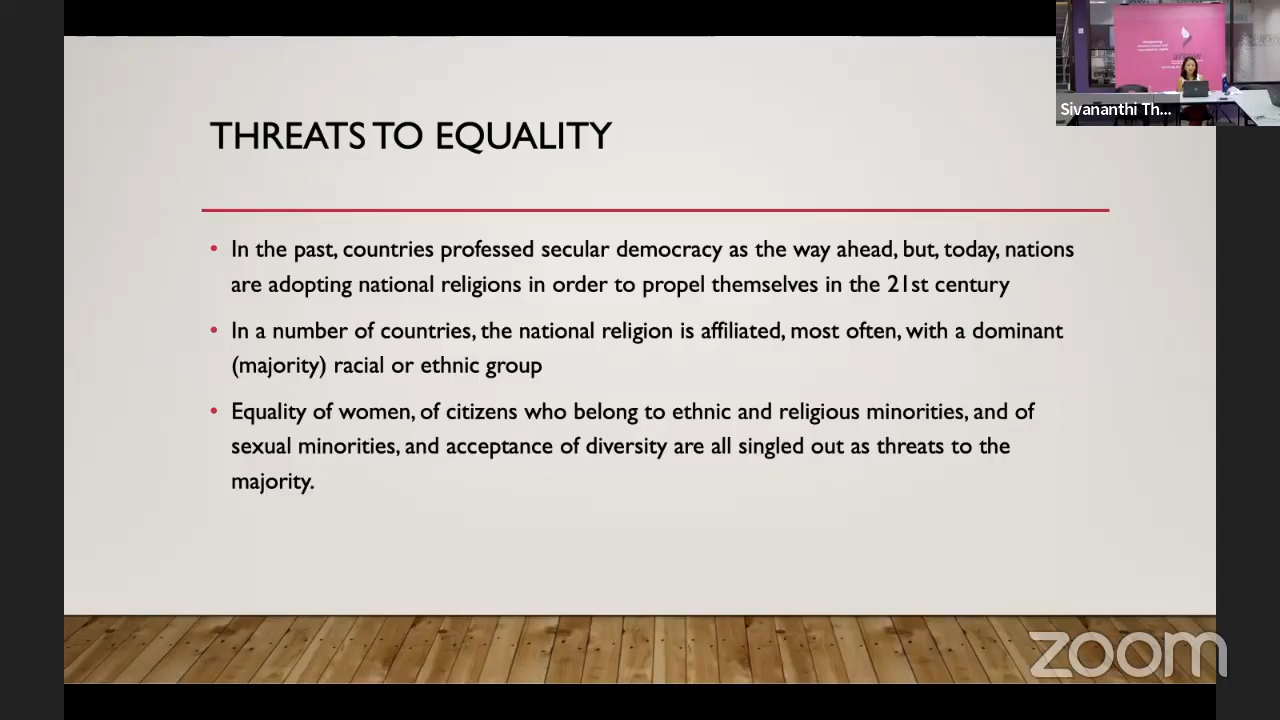 THREATS TO EQUALITY
• In the past, countries professed secular democracy as the way ahead, but, today, nations
are adopting national religions in order to propel themselves in the 21st century
• In a number of countries, the national religion is affiliated, most often, with a dominant
(majority) racial or ethnic group
• Equality of women, of citizens who belong to ethnic and religious minorities, and of
sexual minorities, and acceptance of diversity are all singled out as threats to the
majority.
Sivananthi Th...
zoom